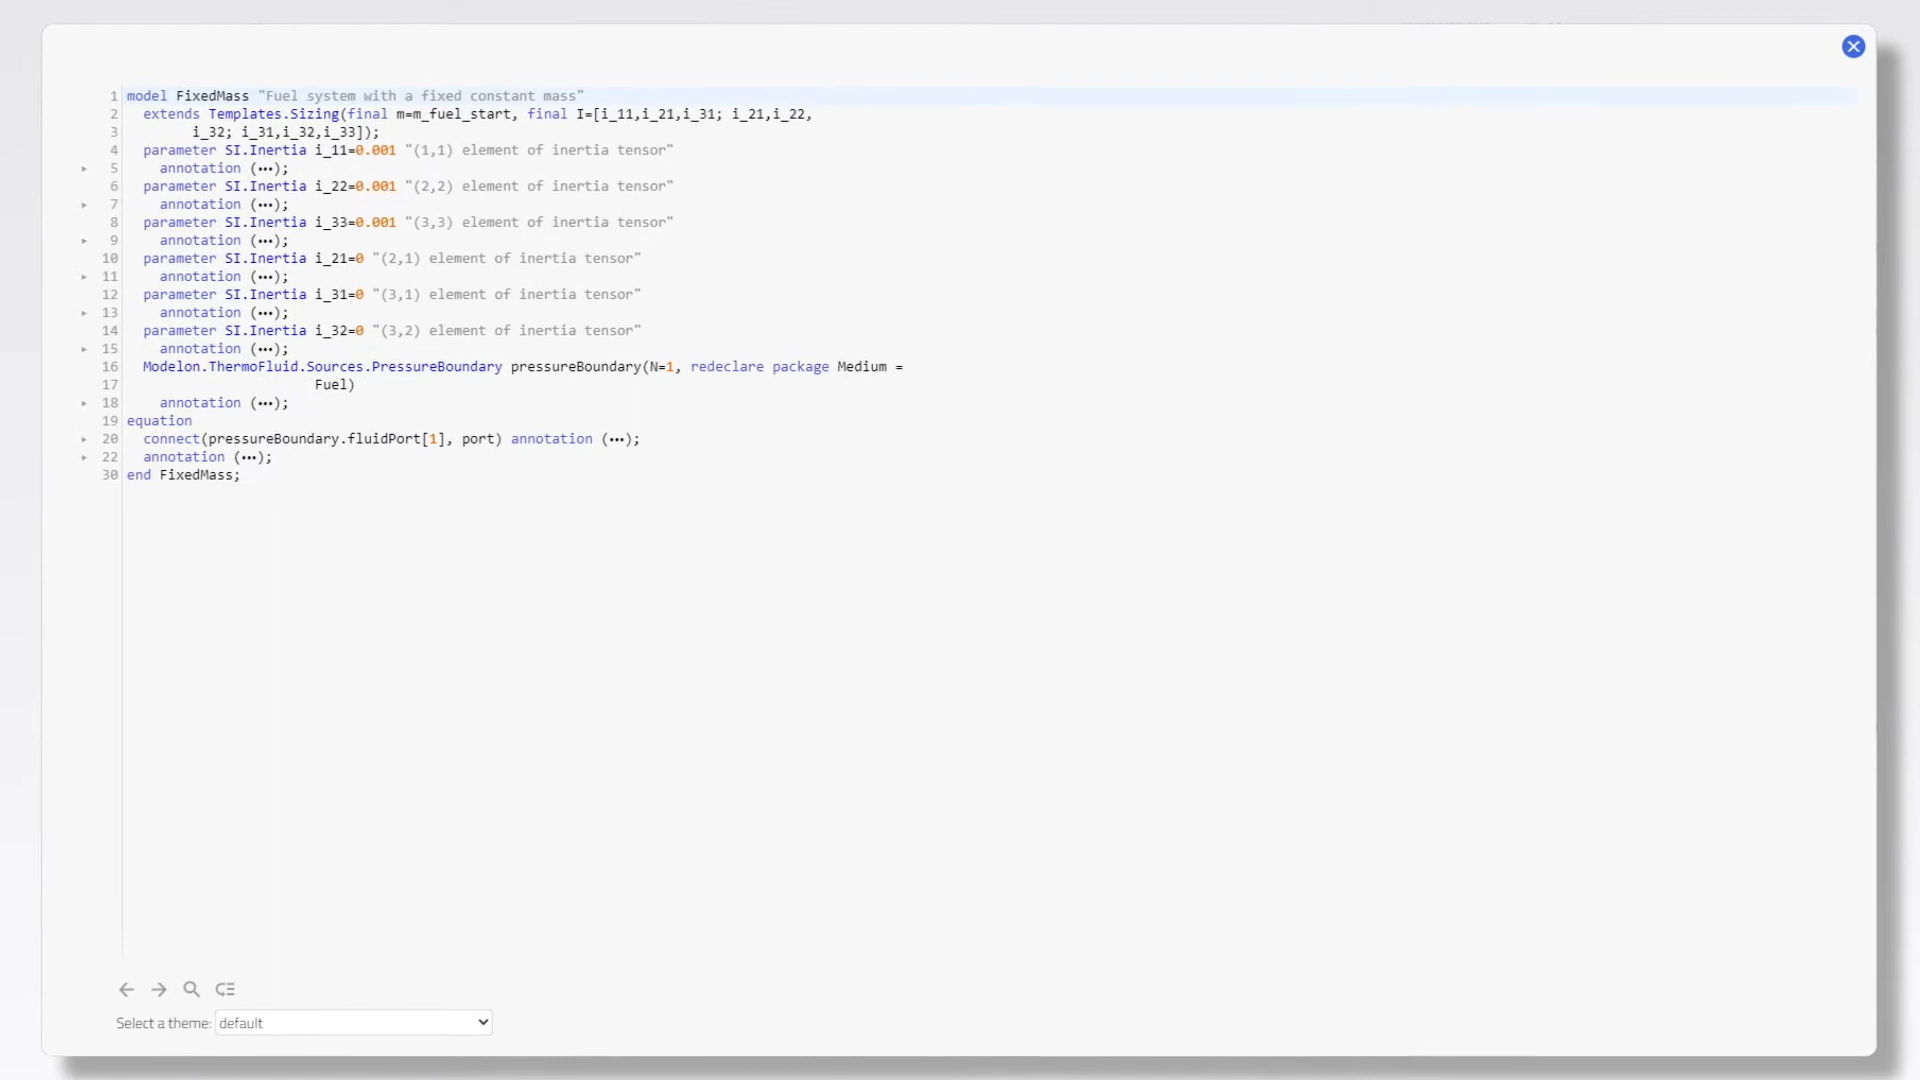 1 model FixedMass "Fuel system with a fixed constant mass"
2 extends Templates.Sizing(final m=m_fuel_start, final I=[i_11,i_21,i_31; i_21,i_22,
3 i_32; i_31,i_32,i_33]);
4 parameter SI.Inertia i_11=0.001 "(1,1) element of inertia tensor"
5 annotation (•••);
6 parameter SI.Inertia i_22=0.001 "(2,2) element of inertia tensor"
7 annotation (•••);
8 parameter SI.Inertia i_33=0.001 "(3,3) element of inertia tensor"
9 annotation (•••);
10 parameter SI.Inertia i_21=0 "(2,1) element of inertia tensor"
11 annotation (•••);
12 parameter SI.Inertia i_31=0 "(3,1) element of inertia tensor"
13 annotation (•••);
14 parameter SI.Inertia i_32=0 "(3,2) element of inertia tensor"
15 annotation (•••);
16 Modelon.ThermoFluid.Sources.PressureBoundary pressureBoundary(N=1, redeclare package Medium =
17 Fuel)
18 annotation (•••);
19 equation
20 connect(pressureBoundary.fluidPort[1], port) annotation (•••);
22 annotation (•••);
30 end FixedMass;
Select a theme: default